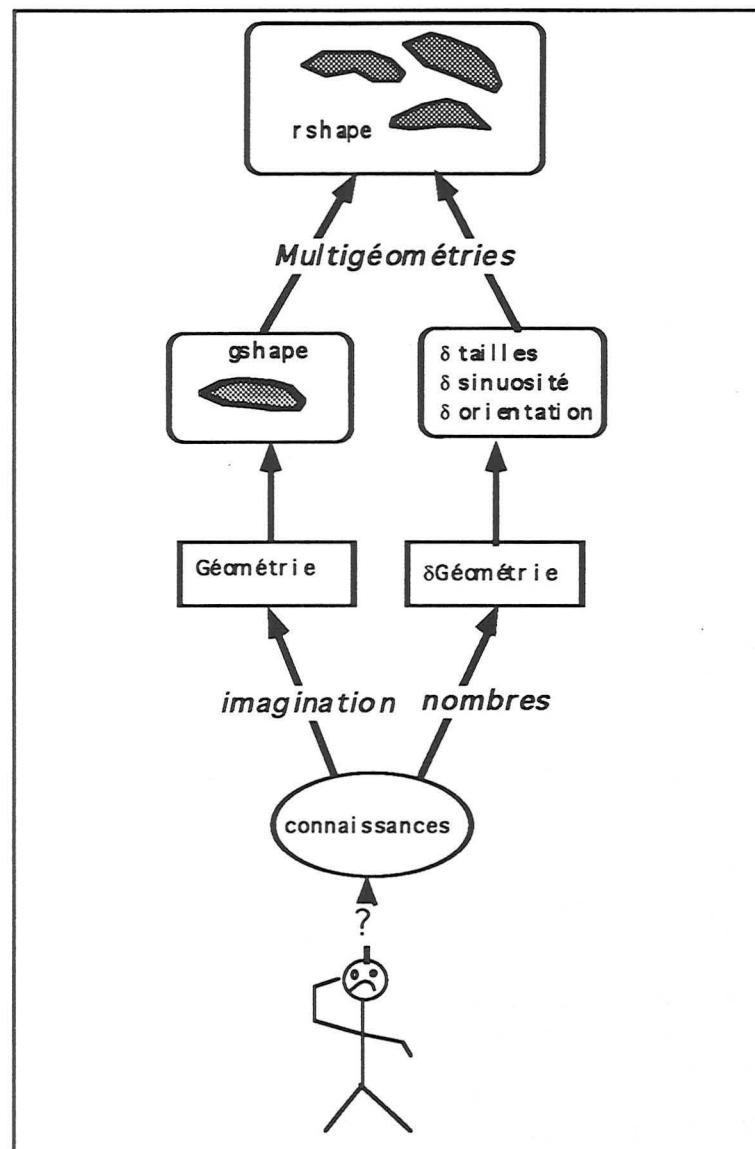 rshape
Multigéométries
gshape
δ tailles
δ sinuosité
δ orientation
Géométrie
δGéométrie
imagination nombres
connaissances
?